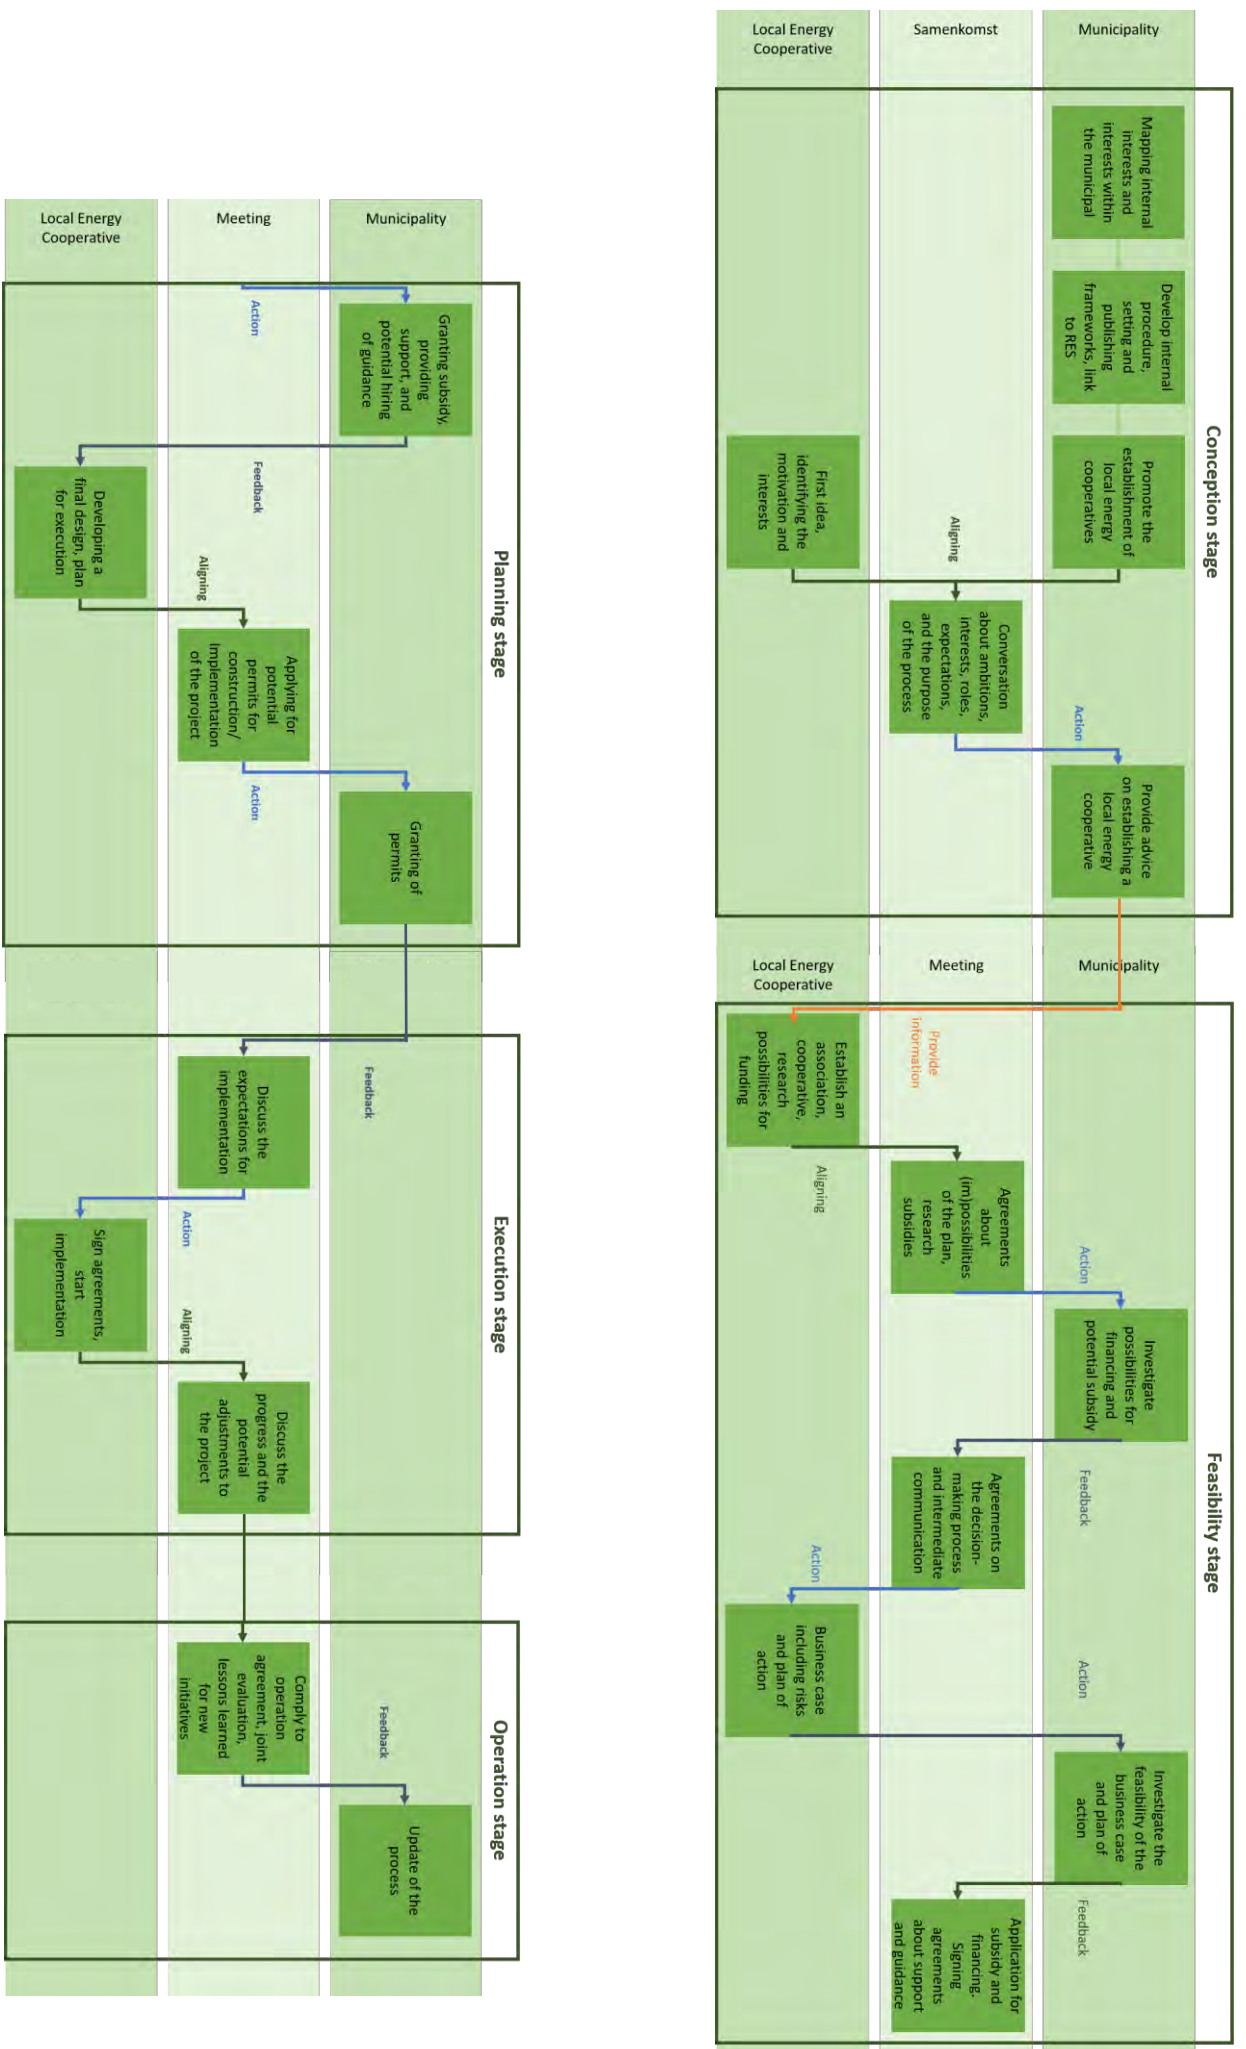 Conception stage
Municipality
Samenkomst
Local Energy
Cooperative
Mapping internal
interests and
interests within
the municipal
Develop internal
procedure,
setting and
publishing
frameworks, link
to RES
Promote the
establishment of
local energy
cooperatives
First idea,
identifying the
motivation and
interests
Aligning
Conversation
about ambitions,
interests, roles,
expectations,
and the purpose
of the process
Action
Provide advice
on establishing a
local energy
cooperative
Feasibility stage
Municipality
Meeting
Local Energy
Cooperative
Provide
information
Establish an
association,
cooperative,
research
possibilities for
funding
Aligning
Agreements
about
(im)possibilities
of the plan,
research
subsidies
Action
Investigate
possibilities for
financing and
potential subsidy
Feedback
Agreements on
the decision-
making process
and intermediate
communication
Action
Business case
including risks
and plan of
action
Action
Investigate the
feasibility of the
business case
and plan of
action
Feedback
Application for
subsidy and
financing.
Signing
agreements
about support
and guidance
Planning stage
Municipality
Meeting
Local Energy
Cooperative
Action
Granting subsidy,
providing
support, and
potential hiring
of guidance
Feedback
Developing a
final design, plan
for execution
Aligning
Applying for
potential
permits for
construction/
Implementation
of the project
Action
Granting of
permits
Execution stage
Feedback
Discuss the
expectations for
implementation
Action
Sign agreements,
start
implementation
Aligning
Discuss the
progress and the
potential
adjustments to
the project
Operation stage
Comply to
operation
agreement, joint
evaluation,
lessons learned
for new
initiatives
Feedback
Update of the
process